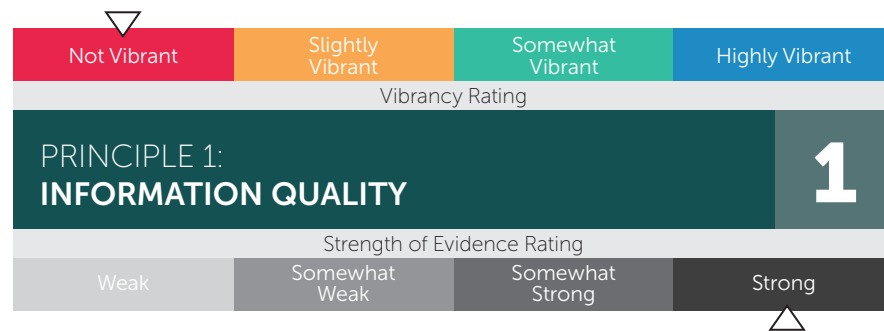 Not Vibrant
Slightly
Vibrant
Somewhat
Vibrant
Highly Vibrant
Vibrancy Rating
PRINCIPLE 1:
INFORMATION QUALITY
1
Strength of Evidence Rating
Weak
Somewhat
Weak
Somewhat
Strong
Strong